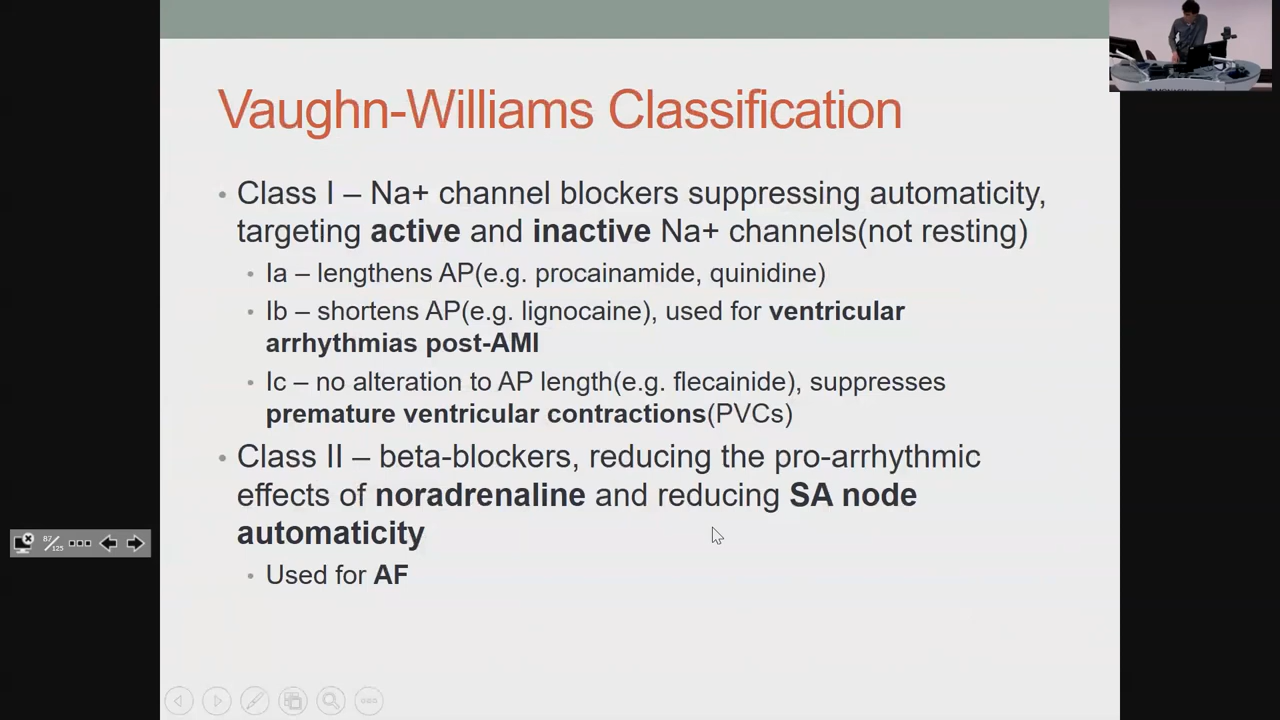 Vaughn-Williams Classification
• Class I – Na+ channel blockers suppressing automaticity,
targeting active and inactive Na+ channels(not resting)
• Ia – lengthens AP(e.g. procainamide, quinidine)
• Ib – shortens AP(e.g. lignocaine), used for ventricular
arrhythmias post-AMI
• Ic – no alteration to AP length(e.g. flecainide), suppresses
premature ventricular contractions(PVCs)
• Class II – beta-blockers, reducing the pro-arrhythmic
effects of noradrenaline and reducing SA node
automaticity
• Used for AF
87/125